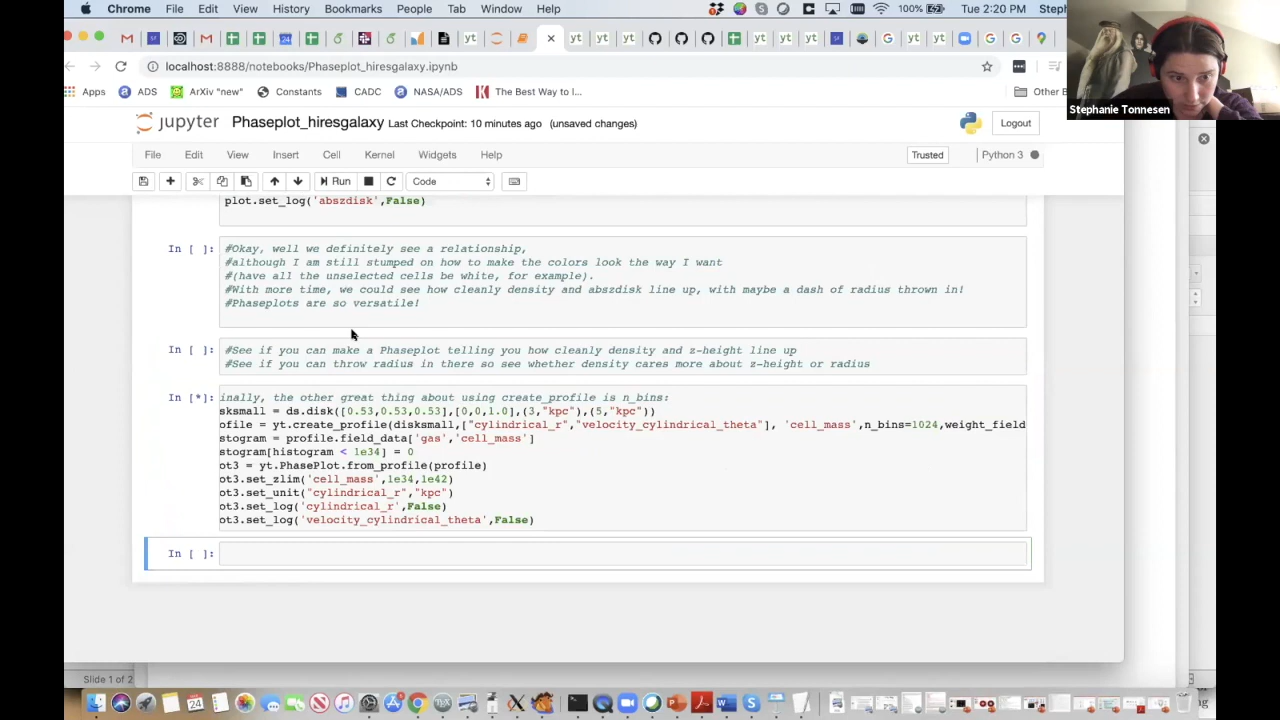 Chrome File Edit View History Bookmarks People Tab Window Help 100% Tue 2:20 PM Steph
localhost:8888/notebooks/Phaseplot_hiresgalaxy.ipynb
Apps ADS ArXiv "new" Constants CADC NASA/ADS The Best Way to I... Other B
Stephanie Tonnesen
jupyter Phaseplot_hiresgala Last Checkpoint: 10 minutes ago (unsaved changes) Logout
File Edit View Insert Cell Kernel Widgets Help Trusted Python 3
Run Code
plot.set_log('abszdisk',False)
In [ ]: #Okay, well we definitely see a relationship,
#although I am still stumped on how to make the colors look the way I want
#(have all the unselected cells be white, for example).
#With more time, we could see how cleanly density and abszdisk line up, with maybe a dash of radius thrown in!
#Phaseplots are so versatile!
In [ ]: #See if you can make a Phaseplot telling you how cleanly density and z-height line up
#See if you can throw radius in there so see whether density cares more about z-height or radius
In [*]: inally, the other great thing about using create_profile is n_bins:
sksmall = ds.disk([0.53,0.53,0.53],[0,0,1.0],(3,"kpc"),(5,"kpc"))
ofile = yt.create_profile(disksmall,["cylindrical_r","velocity_cylindrical_theta"], 'cell_mass',n_bins=1024,weight_field
stogram = profile.field_data['gas','cell_mass']
stogram[histogram < 1e34] = 0
ot3 = yt.PhasePlot.from_profile(profile)
ot3.set_zlim('cell_mass',1e34,1e42)
ot3.set_unit("cylindrical_r","kpc")
ot3.set_log('cylindrical_r',False)
ot3.set_log('velocity_cylindrical_theta',False)
In [ ]:
Slide 1 of 2